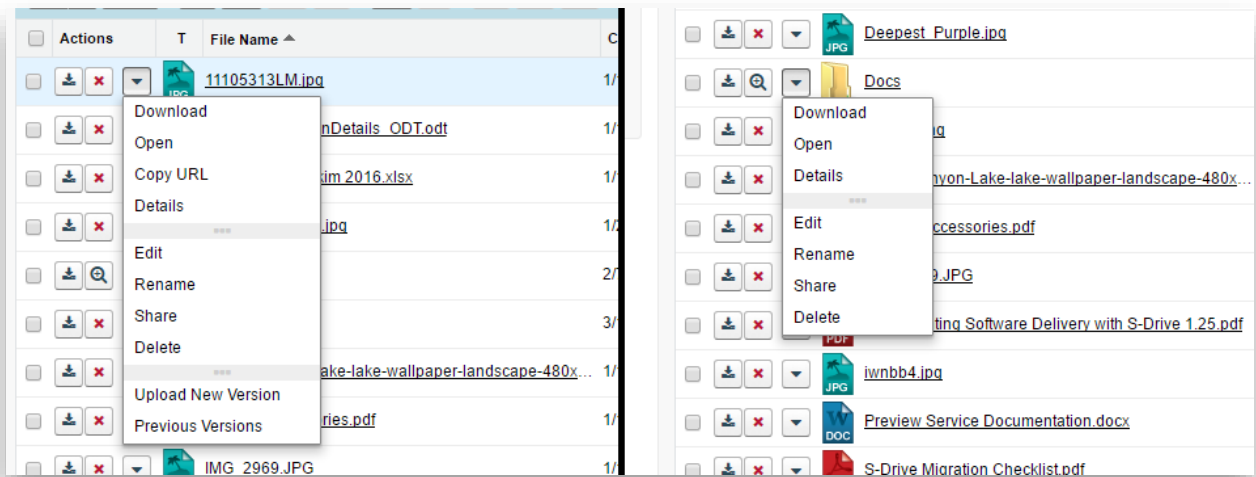 Actions T File Name C
JPG 11105313LM.jpg 1/
Download
nDetails_ODT.odt 1/
Open
Copy URL kim 2016.xlsx 1/
Details
.jpg 1/2
Edit
Rename 2/
Share 3/
Delete
ake-lake-wallpaper-landscape-480x... 1/
Upload New Version
Previous Versions ries.pdf 1/
IMG_2969.JPG 1/
JPG Deepest_Purple.jpg
Docs
Download
Open
Details nyon-Lake-lake-wallpaper-landscape-480x...
Edit ccessories.pdf
Rename
9.JPG
Share
Delete ting Software Delivery with S-Drive 1.25.pdf
PDF
JPG iwnbb4.jpg
DOC Preview Service Documentation.docx
S-Drive Migration Checklist.pdf